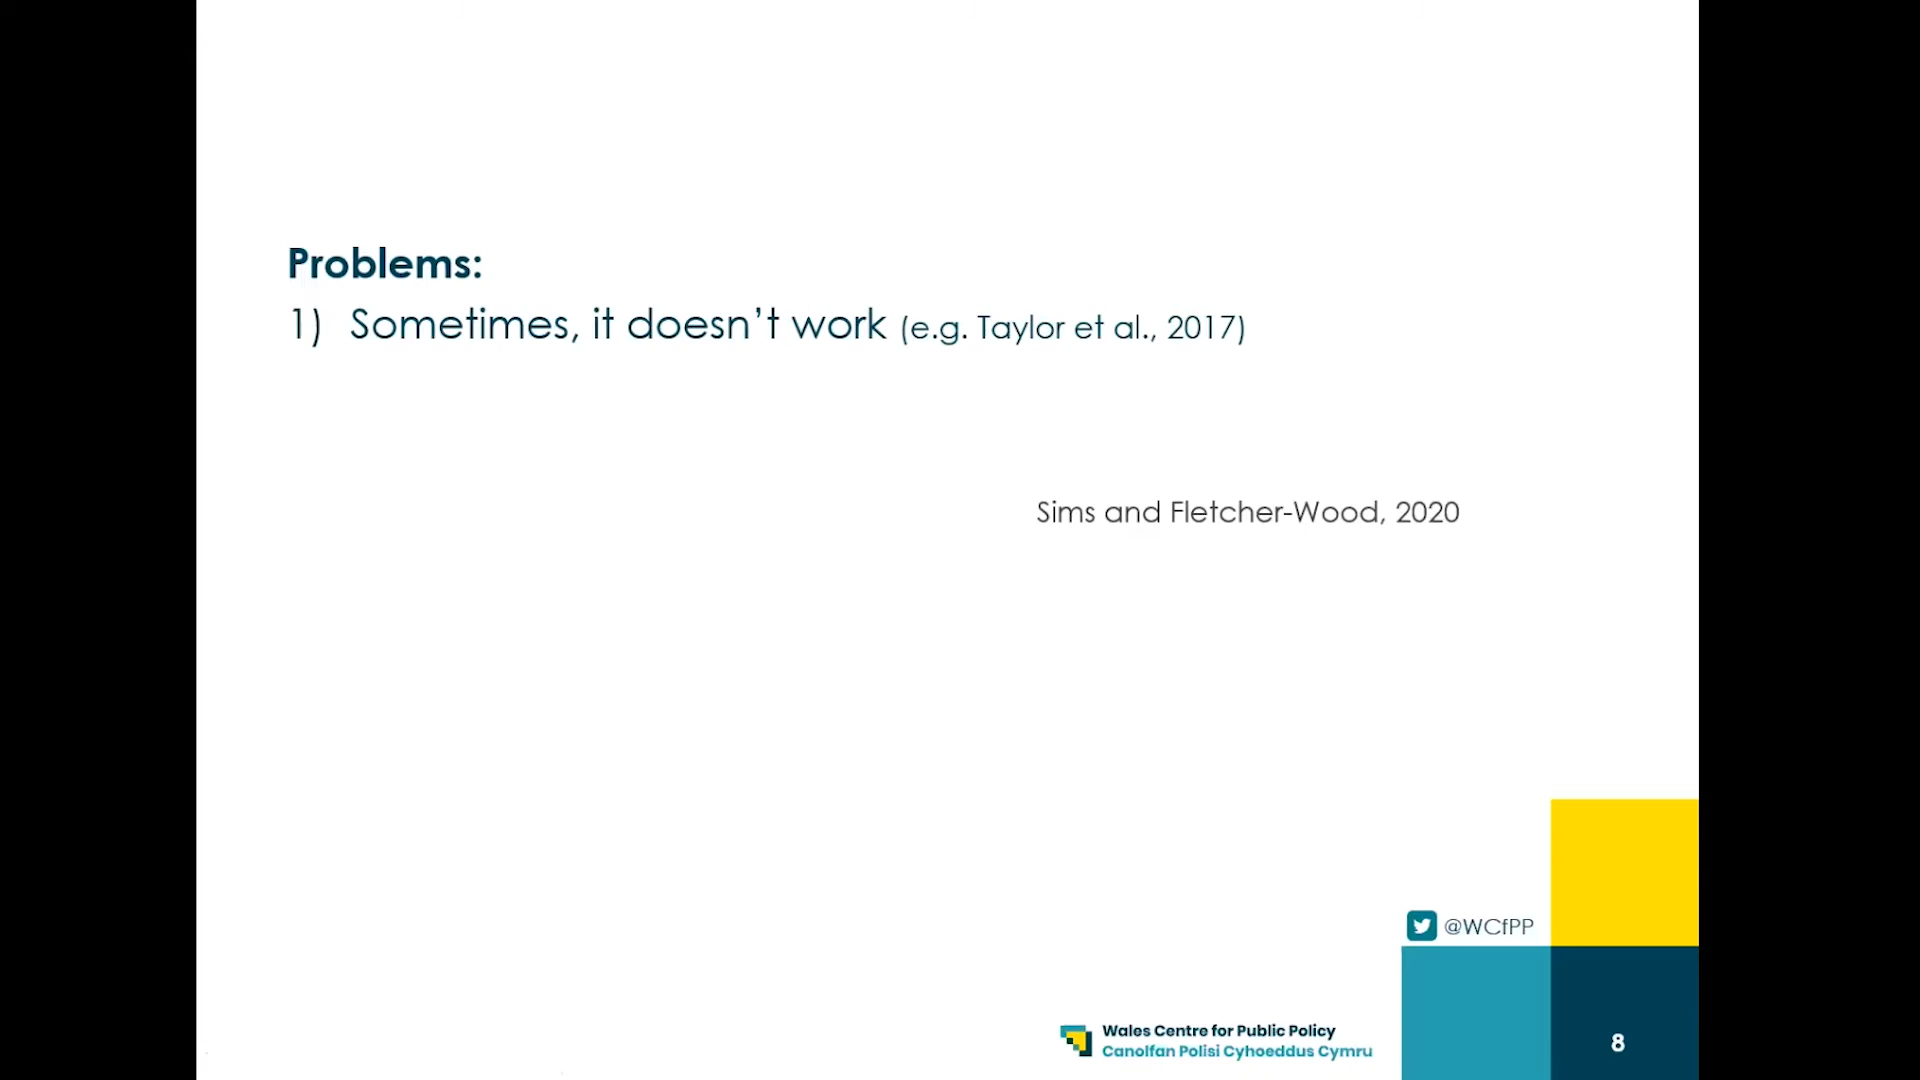 Problems:
1) Sometimes, it doesn’t work (e.g. Taylor et al., 2017)
Sims and Fletcher-Wood, 2020
@WCfPP
Wales Centre for Public Policy
Canolfan Polisi Cyhoeddus Cymru
8